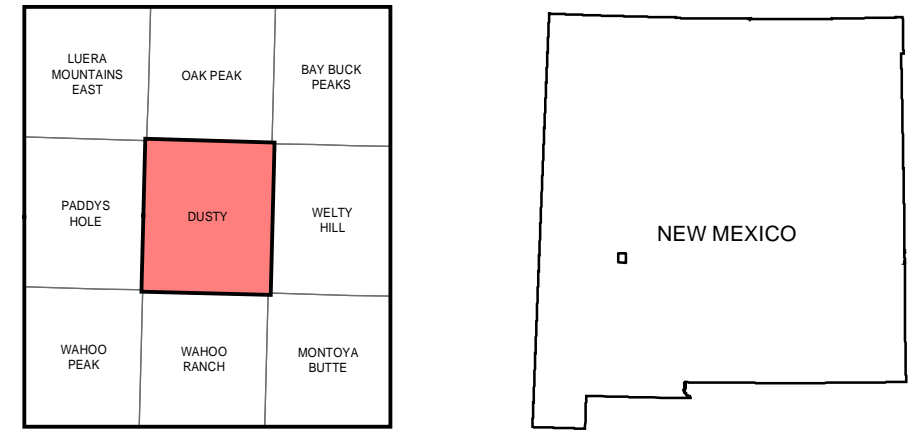 LUERA
MOUNTAINS
EAST
OAK PEAK
BAY BUCK
PEAKS
PADDYS
HOLE
DUSTY
WELTY
HILL
WAHOO
PEAK
WAHOO
RANCH
MONTOYA
BUTTE
NEW MEXICO